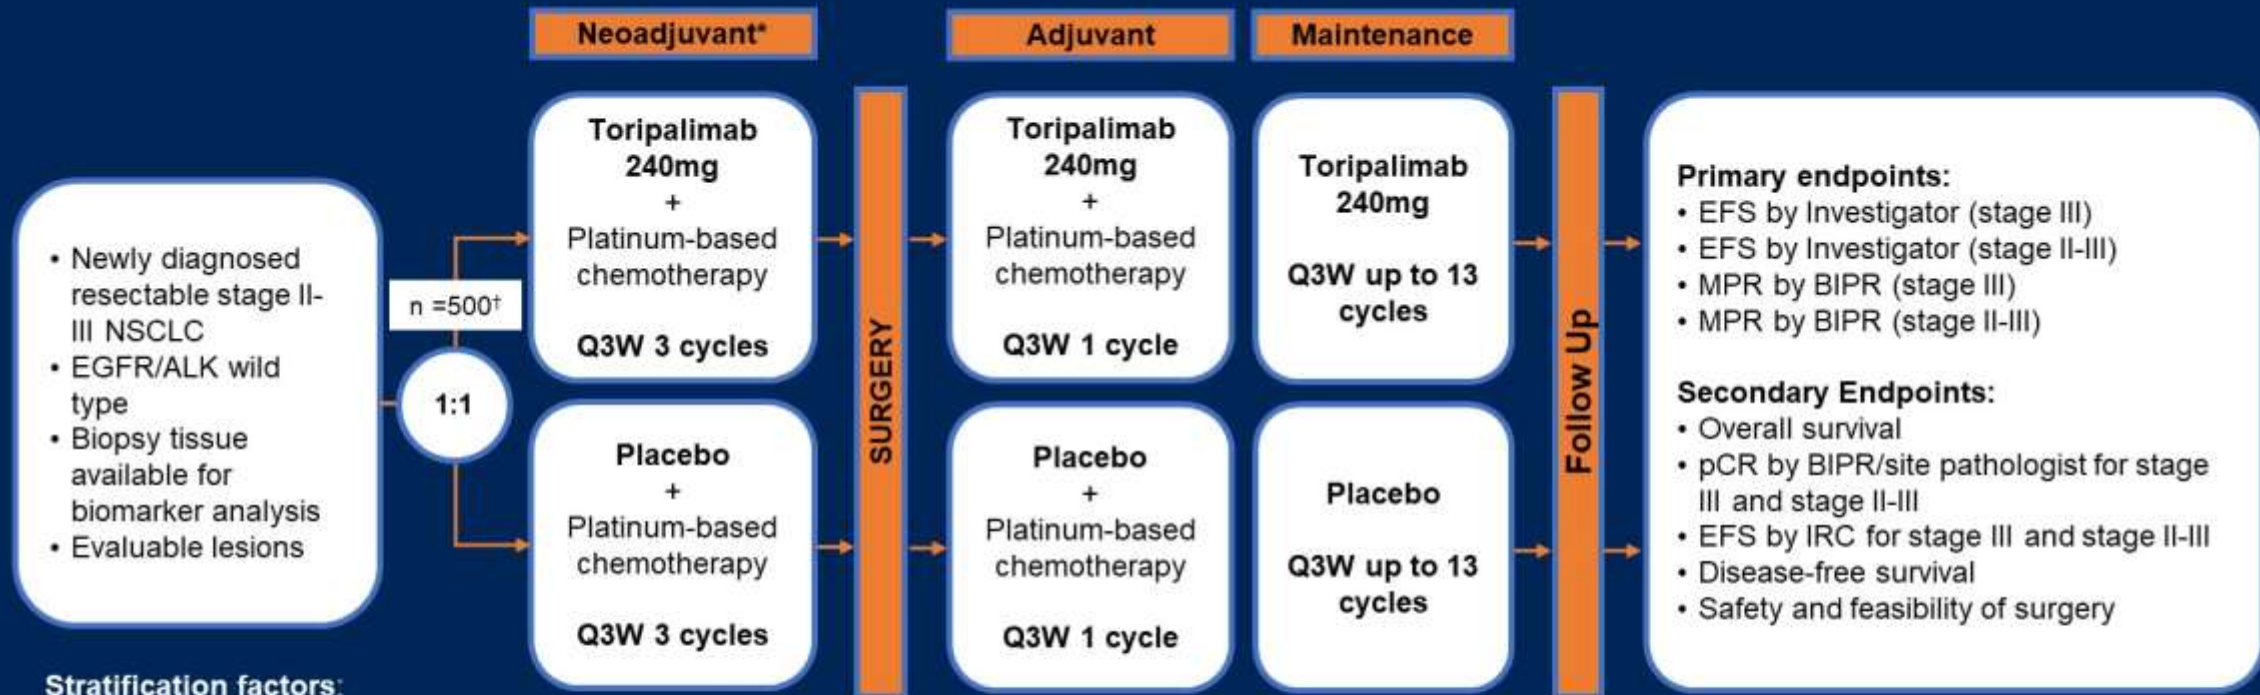 Neoadjuvant*
Adjuvant
Maintenance
• Newly diagnosed
resectable stage II-
III NSCLC
• EGFR/ALK wild
type
• Biopsy tissue
available for
biomarker analysis
• Evaluable lesions
n =500†
1:1
Toripalimab
240mg
+
Platinum-based
chemotherapy
Q3W 3 cycles
Placebo
+
Platinum-based
chemotherapy
Q3W 3 cycles
SURGERY
Toripalimab
240mg
+
Platinum-based
chemotherapy
Q3W 1 cycle
Placebo
+
Platinum-based
chemotherapy
Q3W 1 cycle
Toripalimab
240mg
Q3W up to 13
cycles
Placebo
Q3W up to 13
cycles
Follow Up
Primary endpoints:
• EFS by Investigator (stage III)
• EFS by Investigator (stage II-III)
• MPR by BIPR (stage III)
• MPR by BIPR (stage II-III)
Secondary Endpoints:
• Overall survival
• pCR by BIPR/site pathologist for stage
III and stage II-III
• EFS by IRC for stage III and stage II-III
• Disease-free survival
• Safety and feasibility of surgery
Stratification factors: